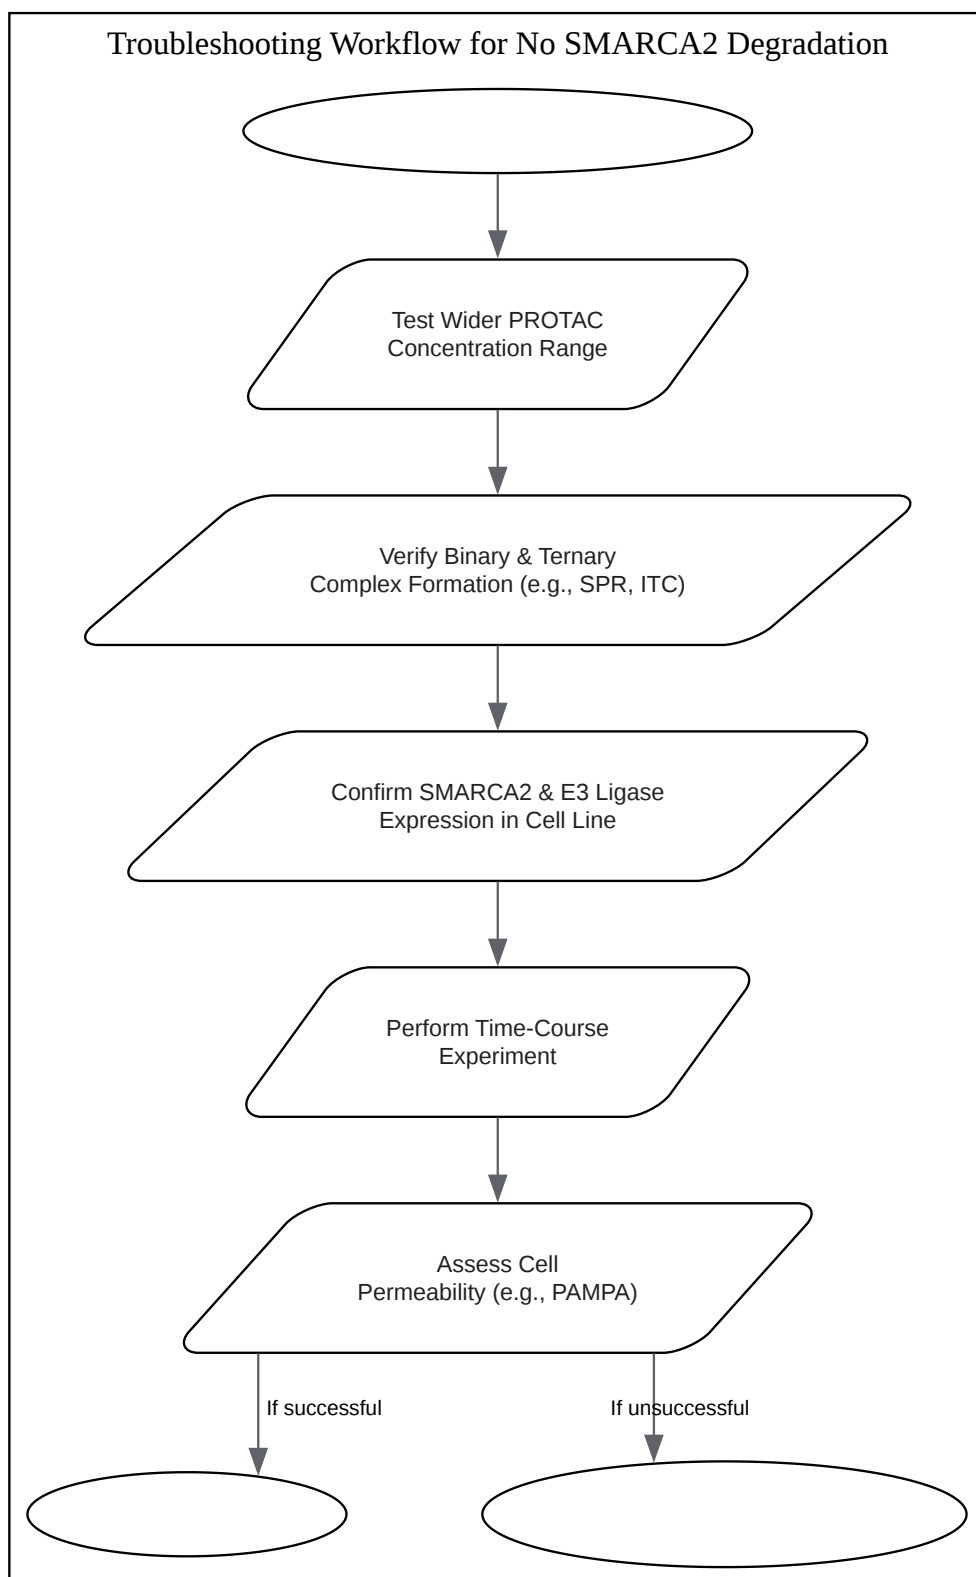 Troubleshooting Workflow for No SMARCA2 Degradation
Test Wider PROTAC
Concentration Range
Verify Binary & Ternary
Complex Formation (e.g., SPR, ITC)
Confirm SMARCA2 & E3 Ligase
Expression in Cell Line
Perform Time-Course
Experiment
Assess Cell
Permeability (e.g., PAMPA)
If successful
If unsuccessful